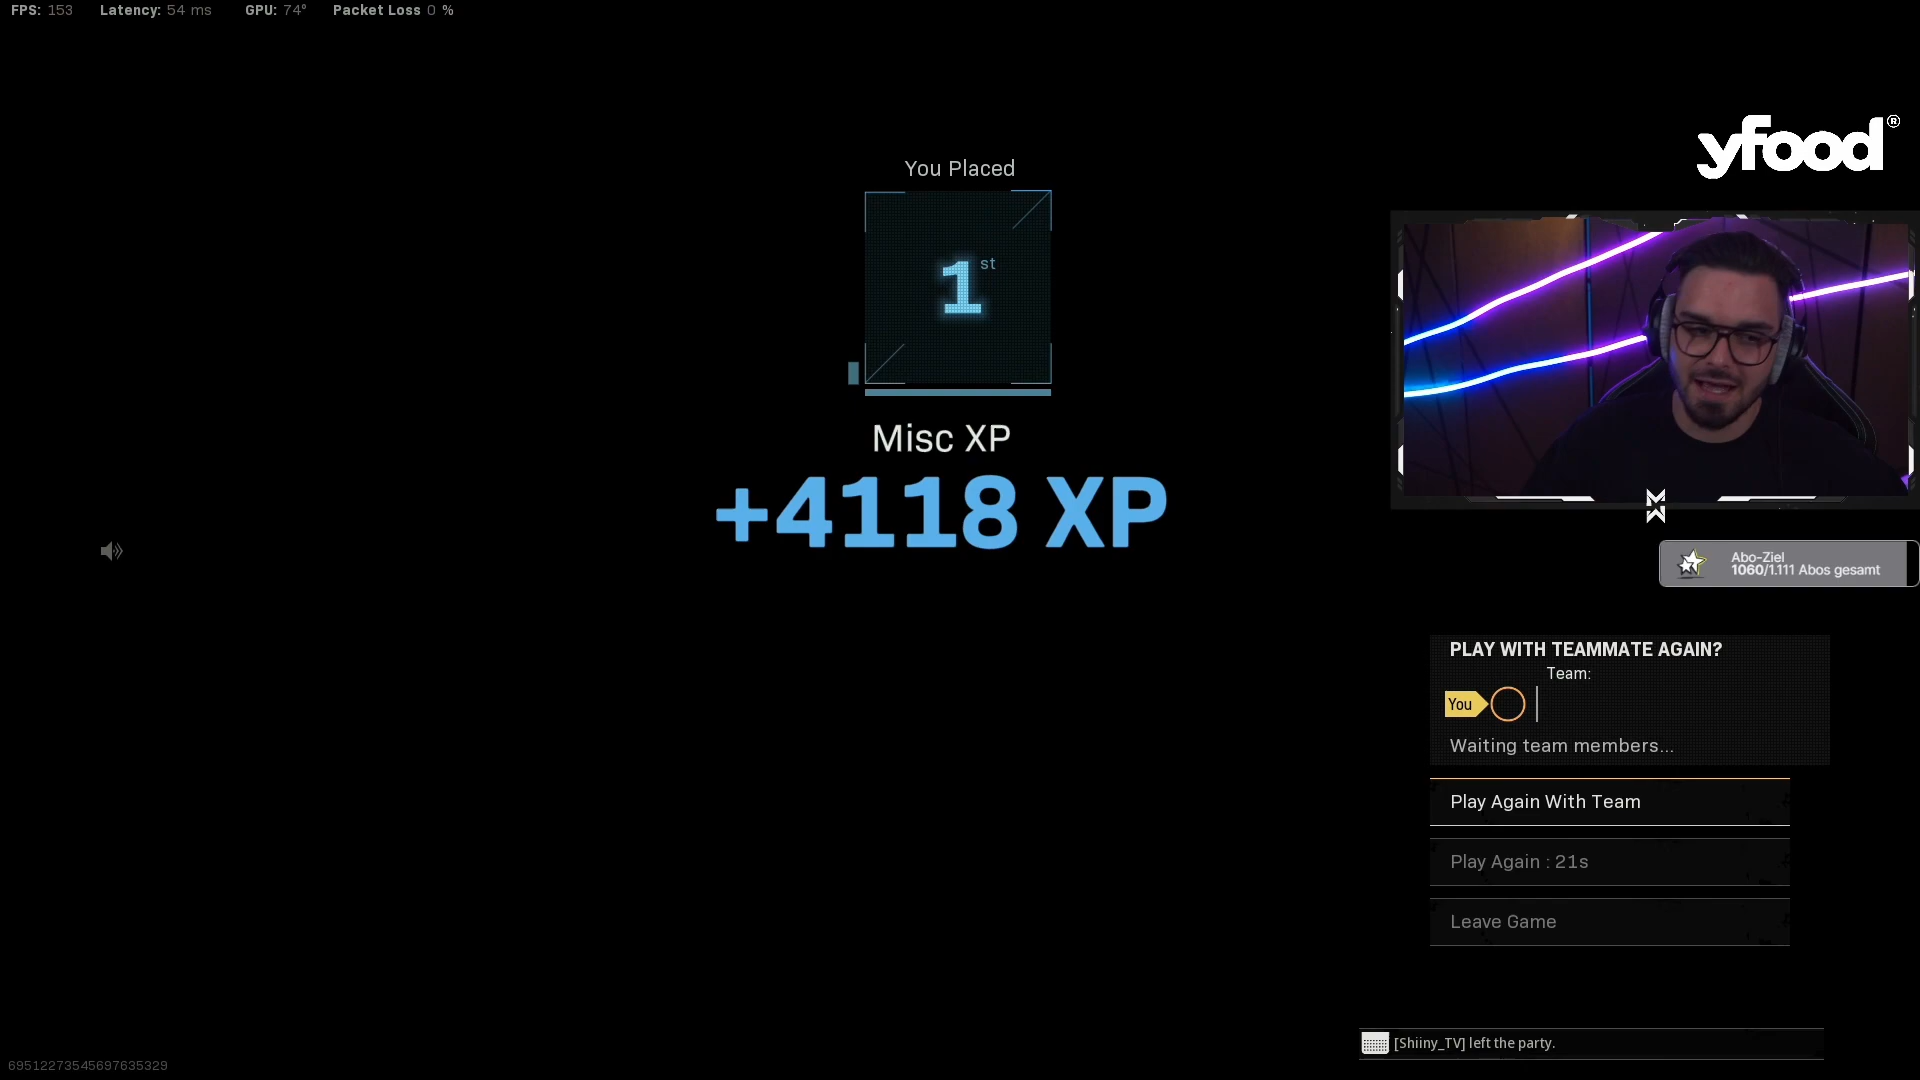 FPS: 153 Latency: 54 ms GPU: 74° Packet Loss 0 %
yfood®
You Placed
1st
Misc XP
+4118 XP
Abo-Ziel
1060/1.111 Abos gesamt
PLAY WITH TEAMMATE AGAIN?
Team:
You
Waiting team members...
Play Again With Team
Play Again : 21s
Leave Game
[Shiiny_TV] left the party.
69512273545697635329